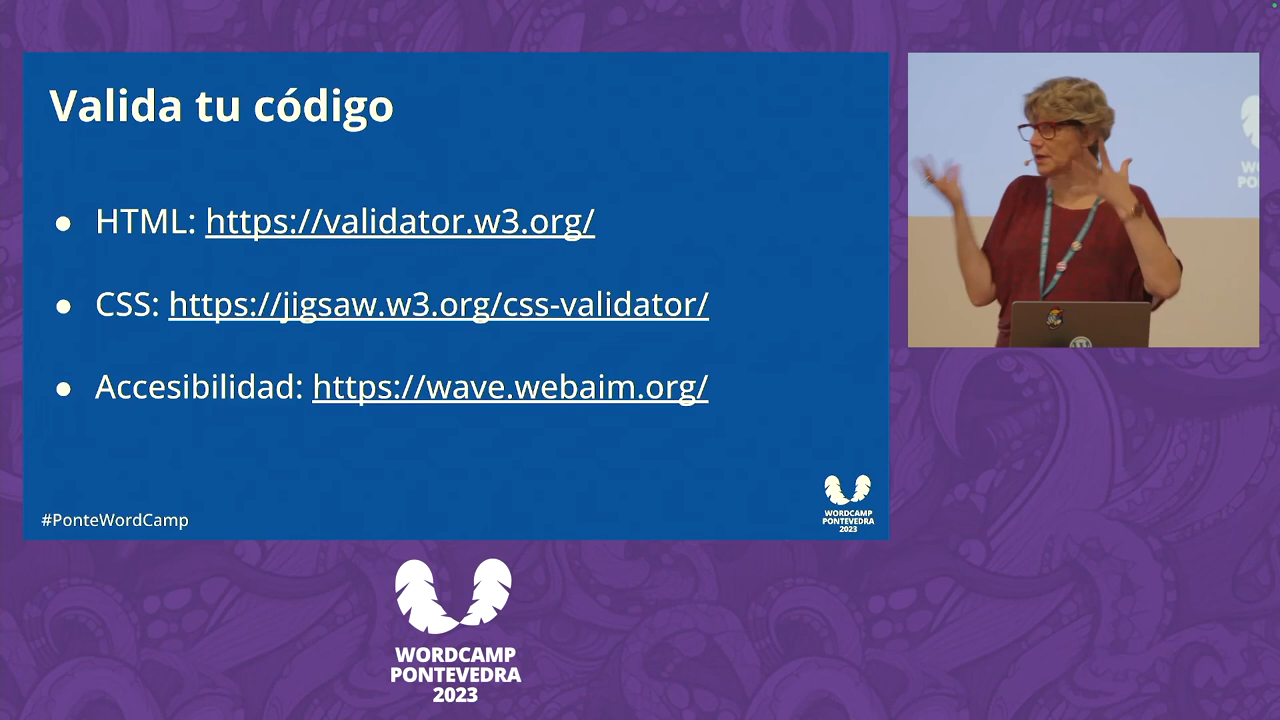 Valida tu código
● HTML: https://validator.w3.org/
● CSS: https://jigsaw.w3.org/css-validator/
● Accesibilidad: https://wave.webaim.org/
#PonteWordCamp
WORDCAMP
PONTEVEDRA
2023
WORDCAMP
PONTEVEDRA
2023